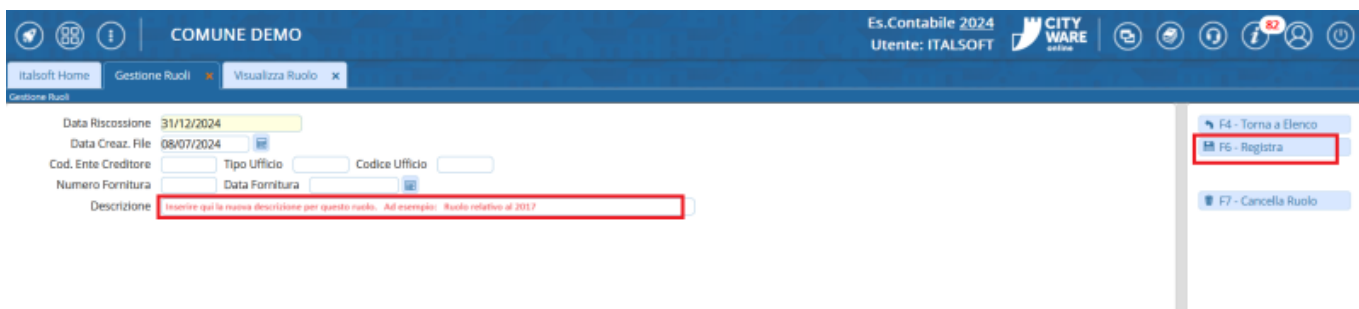 COMUNE DEMO
Es.Contabile 2024
Utente: ITALSOFT
CITY
WARE
online
82
italsoft Home
Gestione Ruoli
Visualizza Ruolo
Gestione Ruoli
Data Riscossione 31/12/2024
F4 - Torna a Elenco
Data Creaz. File 08/07/2024
F6 - Registra
Cod. Ente Creditore Tipo Ufficio Codice Ufficio
Numero Fornitura Data Fornitura
Descrizione Inserire qui la nuova descrizione per questo ruolo. Ad esempio: Ruolo relativo al 2017
F7 - Cancella Ruolo